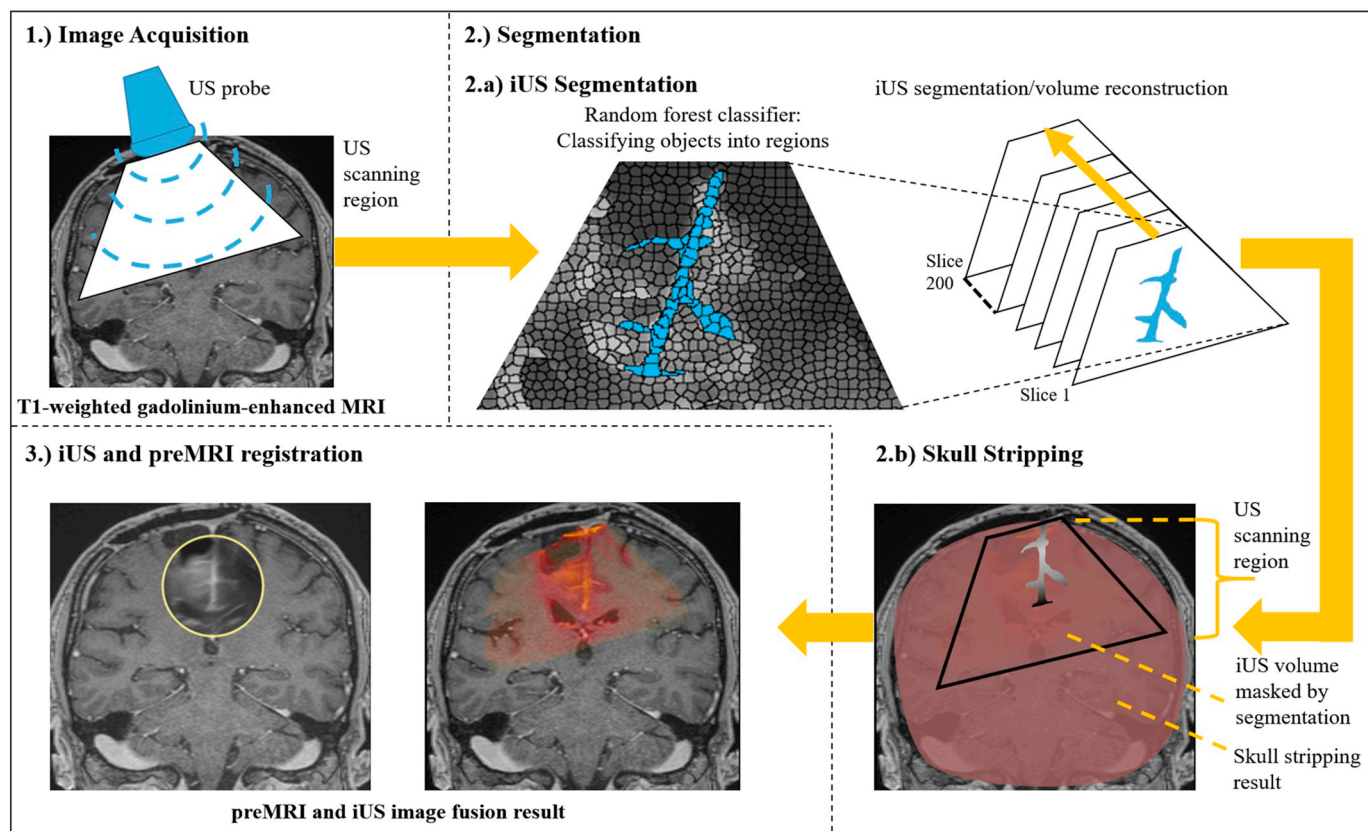 1.) Image Acquisition
US probe
US
scanning
region
T1-weighted gadolinium-enhanced MRI
2.) Segmentation
2.a) iUS Segmentation
Random forest classifier:
Classifying objects into regions
iUS segmentation/volume reconstruction
Slice
200
Slice 1
2.b) Skull Stripping
US
scanning
region
iUS volume
masked by
segmentation
Skull stripping
result
3.) iUS and preMRI registration
preMRI and iUS image fusion result